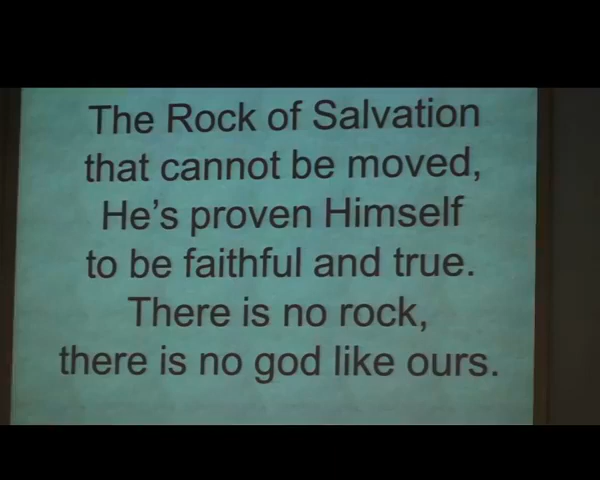 The Rock of Salvation
that cannot be moved,
He's proven Himself
to be faithful and true.
There is no rock,
there is no god like ours.